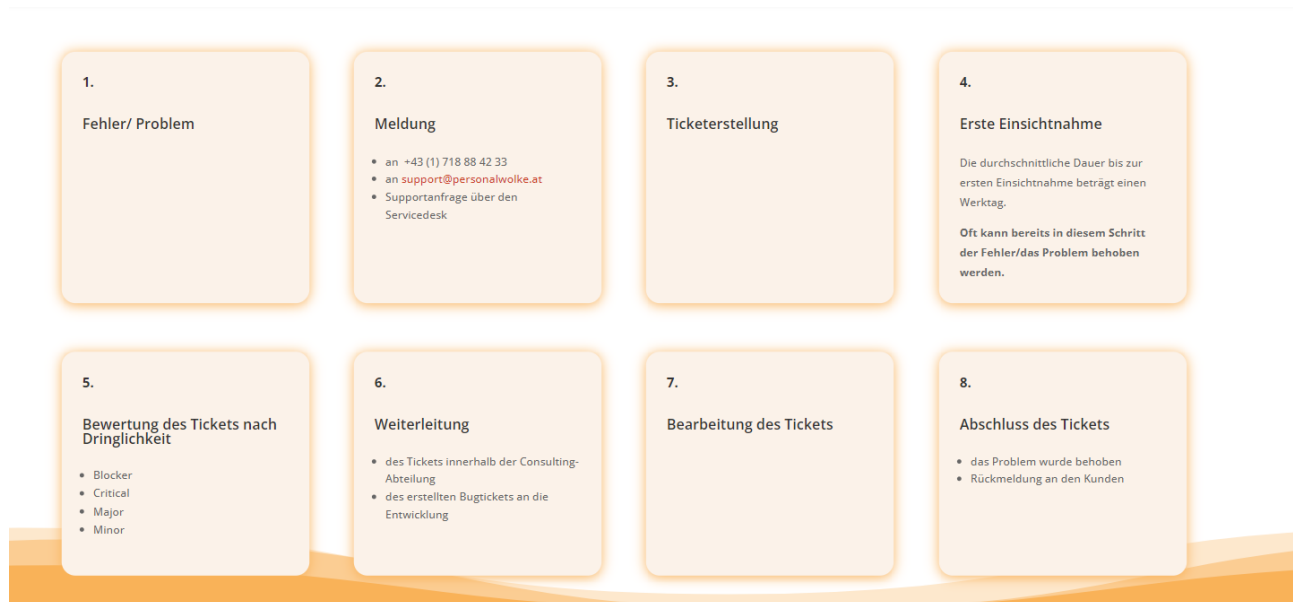 1.
Fehler/ Problem
2.
Meldung
an +43 (1) 718 88 42 33
an support@personalwolke.at
Supportanfrage über den
Servicedesk
3.
Ticketerstellung
4.
Erste Einsichtnahme
Die durchschnittliche Dauer bis zur
ersten Einsichtnahme beträgt einen
Werktag.
Oft kann bereits in diesem Schritt
der Fehler/das Problem behoben
werden.
5.
Bewertung des Tickets nach
Dringlichkeit
Blocker
Critical
Major
Minor
6.
Weiterleitung
des Tickets innerhalb der Consulting-
Abteilung
des erstellten Bugtickets an die
Entwicklung
7.
Bearbeitung des Tickets
8.
Abschluss des Tickets
das Problem wurde behoben
Rückmeldung an den Kunden